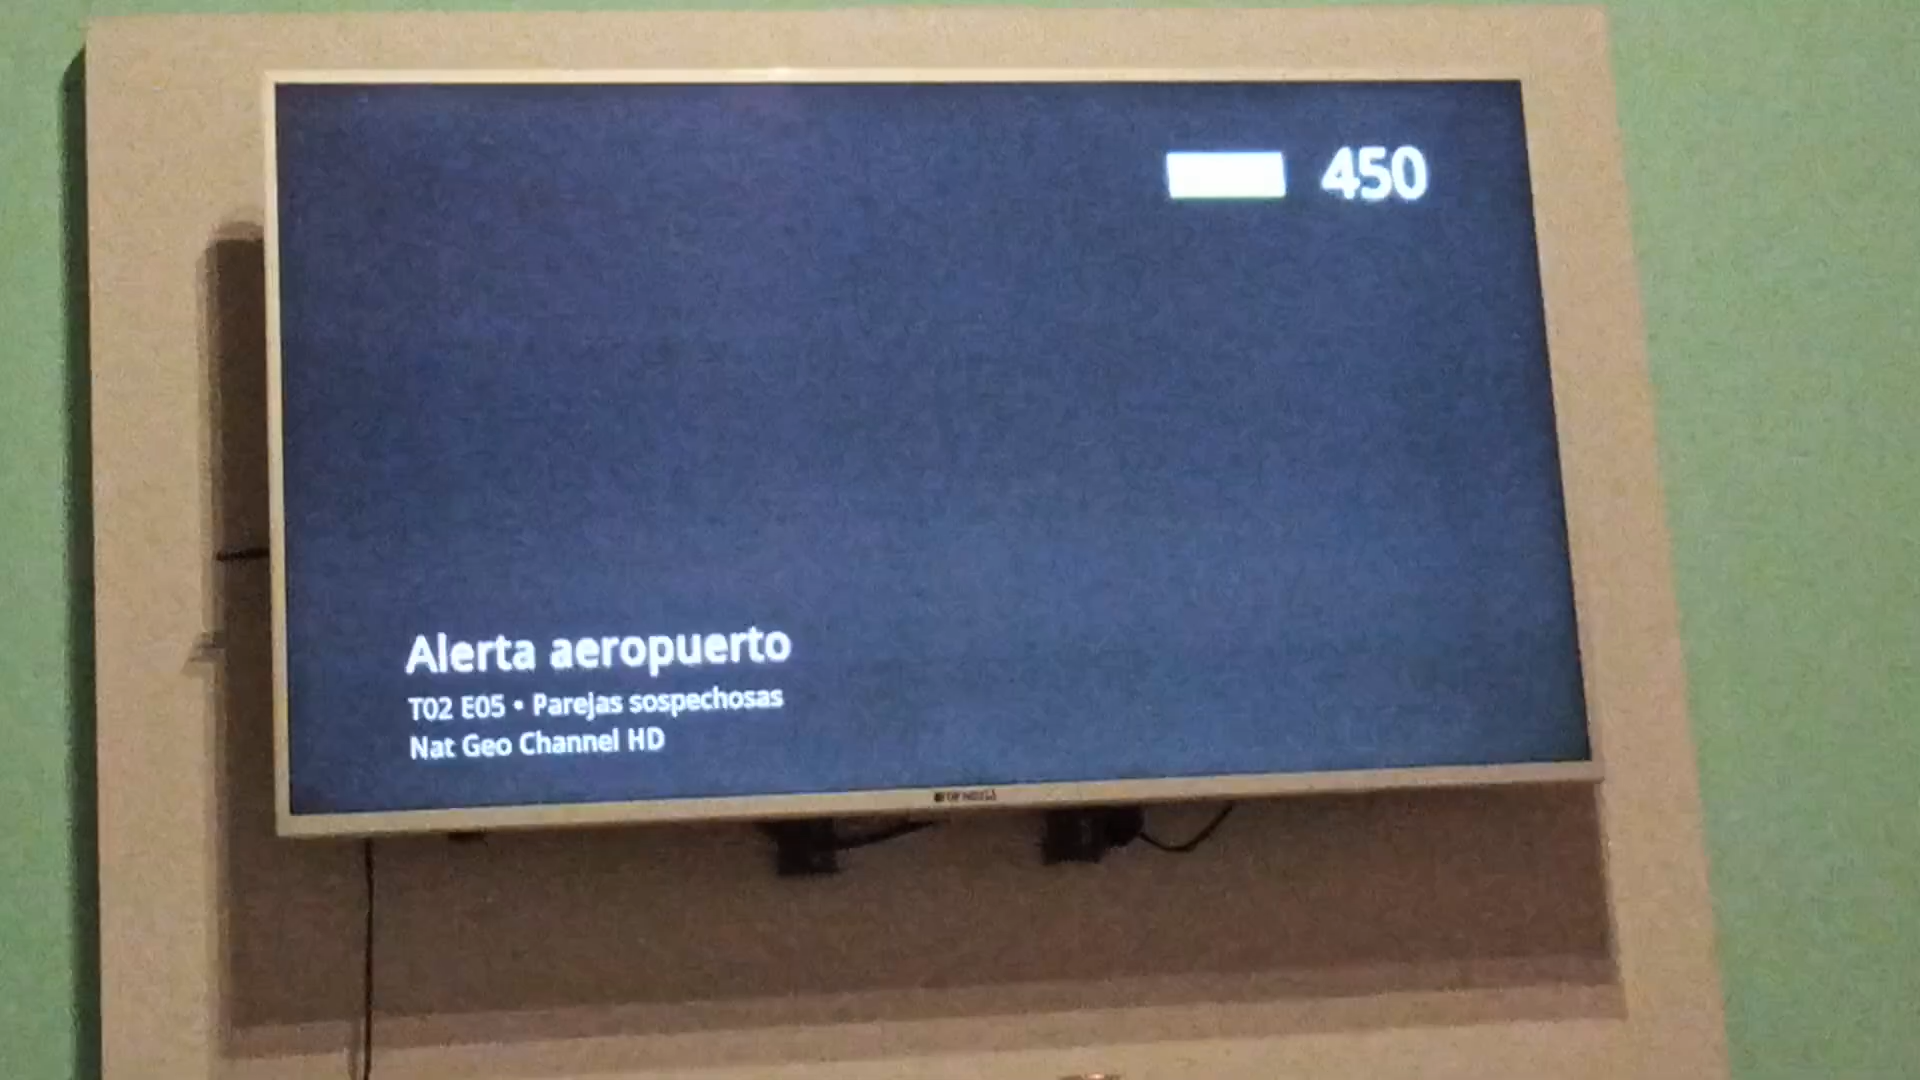 450
Alerta aeropuerto
T02 E05 • Parejas sospechosas
Nat Geo Channel HD